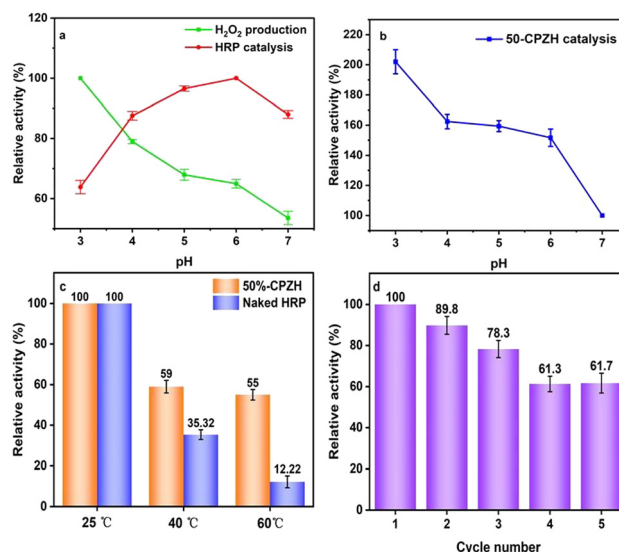 a
H₂O₂ production
HRP catalysis
Relative activity (%)
120
100
80
60
3 4 5 6 7
pH
b
50-CPZH catalysis
Relative activity (%)
200
180
160
140
120
100
3 4 5 6 7
pH
c
50%-CPZH
Naked HRP
Relative activity (%)
100
80
60
40
20
0
100 100
59
35,32
55
12.22
25 ℃ 40 ℃ 60℃
d
Relative activity (%)
100
80
60
40
20
0
100
89.8
78.3
61.3
61.7
1 2 3 4 5
Cycle number